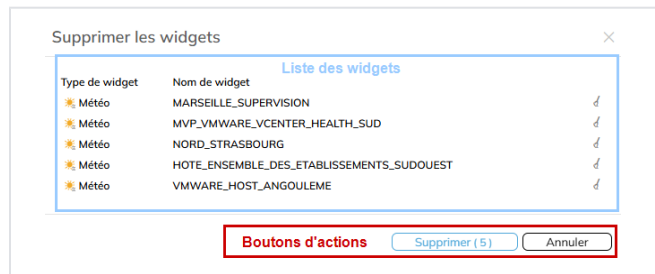 Supprimer les widgets
Liste des widgets
Type de widget Nom de widget
Météo MARSEILLE_SUPERVISION
Météo MVP_VMWARE_VCENTER_HEALTH_SUD
Météo NORD_STRASBOURG
Météo HOTE_ENSEMBLE_DES_ETABLISSEMENTS_SUDOUEST
Météo VMWARE_HOST_ANGOULEME
Boutons d'actions Supprimer ( 5 ) Annuler